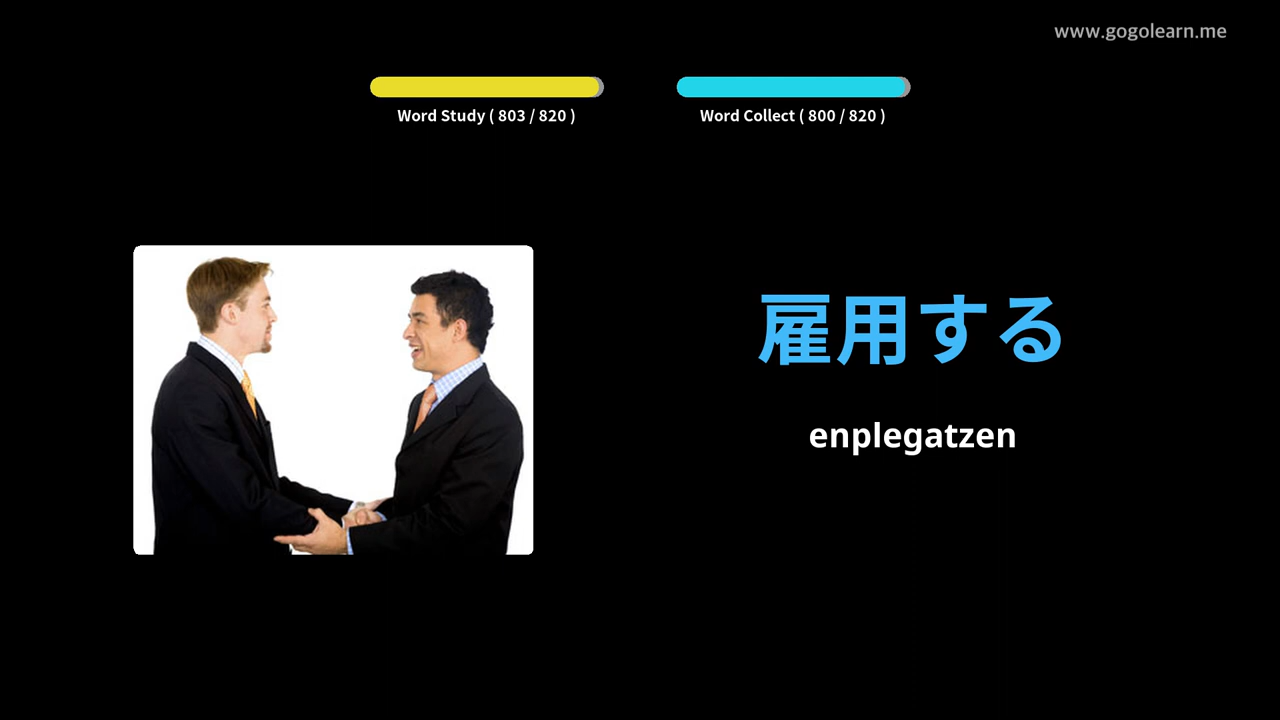 www.gogolearn.me
Word Study ( 803 / 820 )
Word Collect ( 800 / 820 )
雇用する
enplegatzen